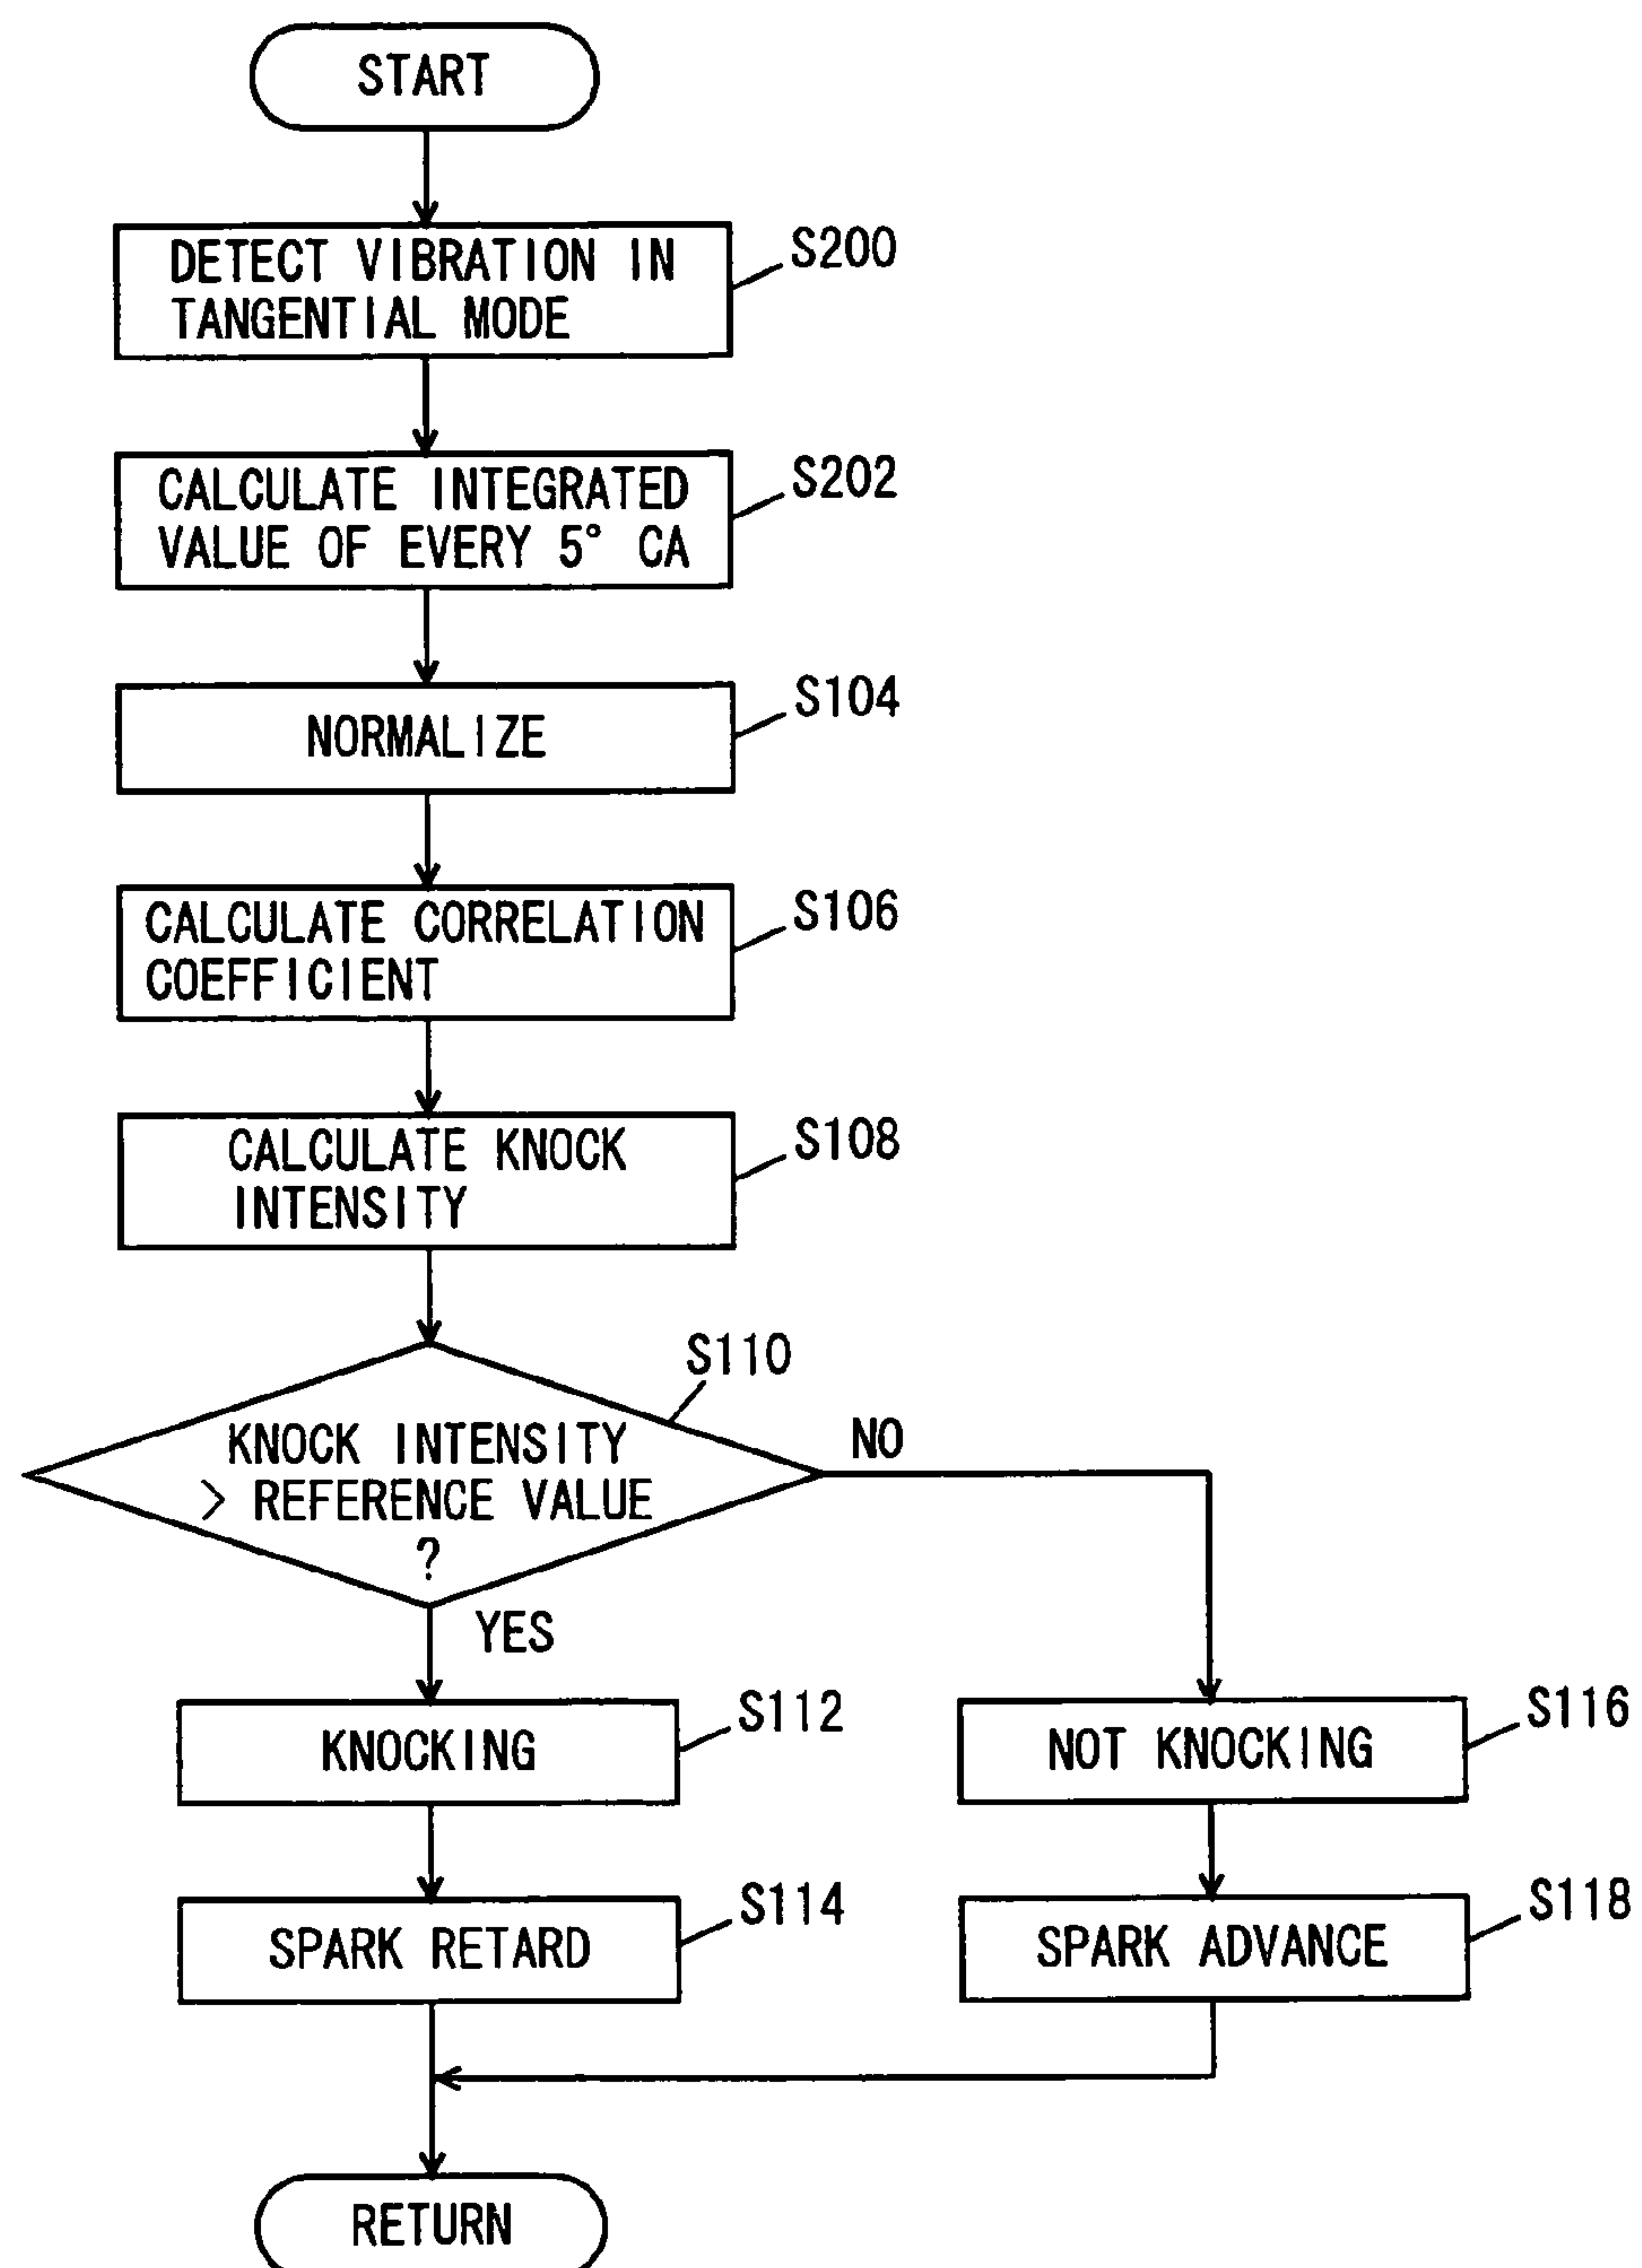 START
DETECT VIBRATION IN
TANGENTIAL MODE
S200
CALCULATE INTEGRATED
VALUE OF EVERY 5° CA
S202
NORMALIZE
S104
CALCULATE CORRELATION
COEFFICIENT
S106
CALCULATE KNOCK
INTENSITY
S108
S110
KNOCK INTENSITY
> REFERENCE VALUE
?
NO
YES
KNOCKING
S112
NOT KNOCKING
S116
SPARK RETARD
S114
SPARK ADVANCE
S118
RETURN